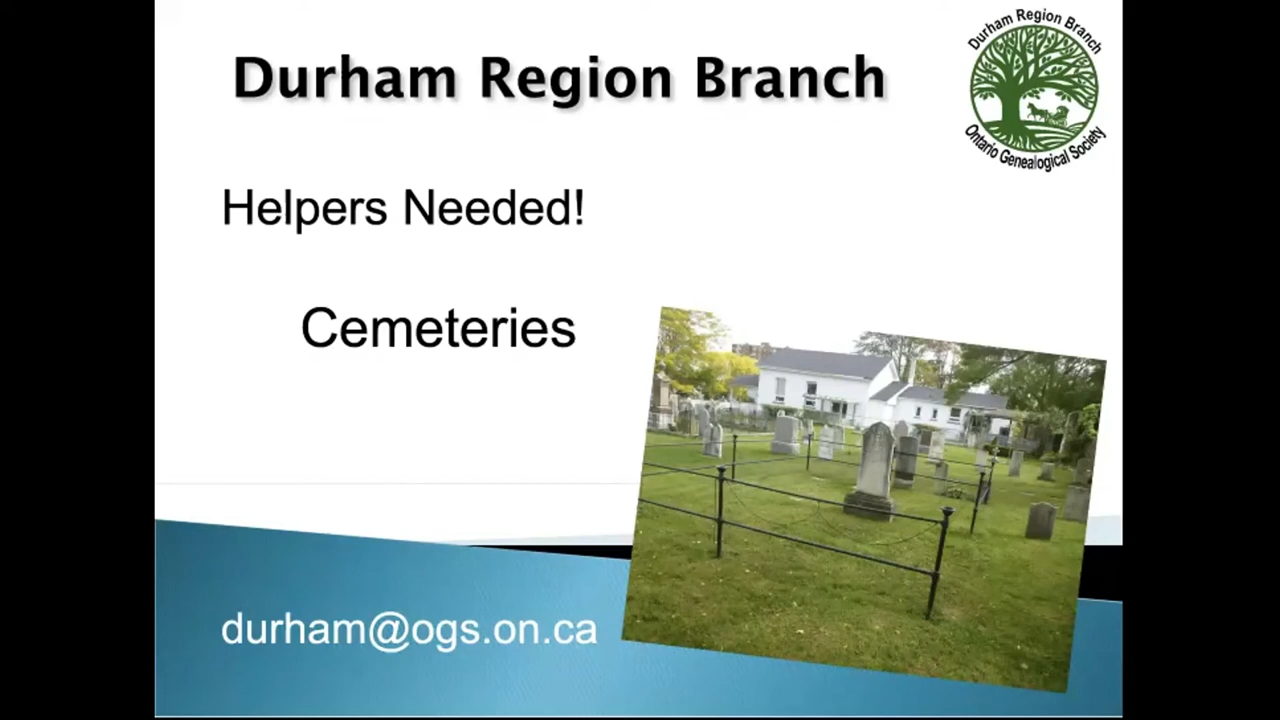 Durham Region Branch
Durham Region Branch
Ontario Genealogical Society
Helpers Needed!
Cemeteries
durham@ogs.on.ca